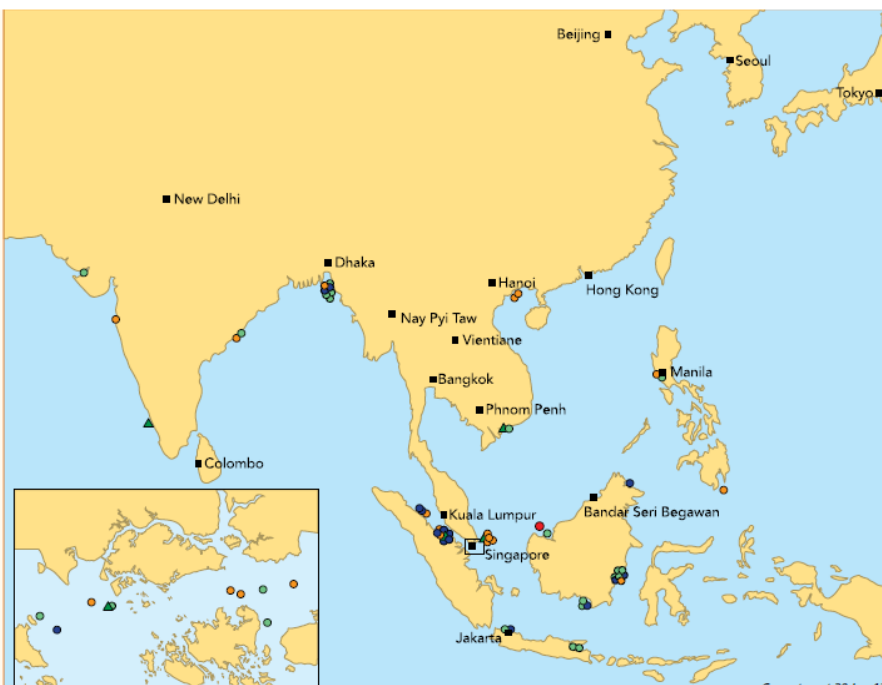 Beijing
Seoul
Tokyo
New Delhi
Dhaka
Hanoi
Hong Kong
Nay Pyi Taw
Vientiane
Manila
Bangkok
Phnom Penh
Colombo
Kuala Lumpur
Bandar Seri Begawan
Singapore
Jakarta